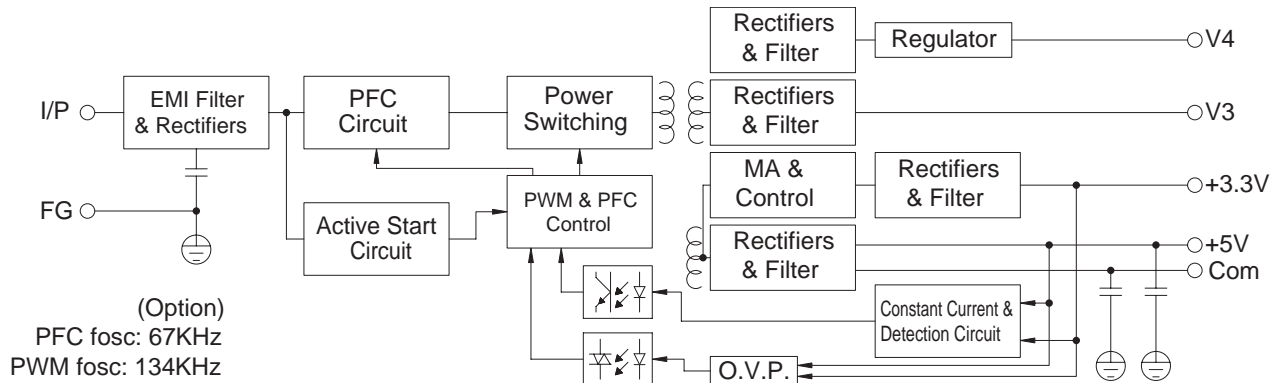 Rectifiers
& Filter
Regulator
V4
I/P
EMI Filter
& Rectifiers
PFC
Circuit
Power
Switching
Rectifiers
& Filter
V3
MA &
Control
Rectifiers
& Filter
+3.3V
FG
Active Start
Circuit
PWM & PFC
Control
Rectifiers
& Filter
+5V
Com
(Option)
PFC fosc: 67KHz
PWM fosc: 134KHz
Constant Current &
Detection Circuit
O.V.P.